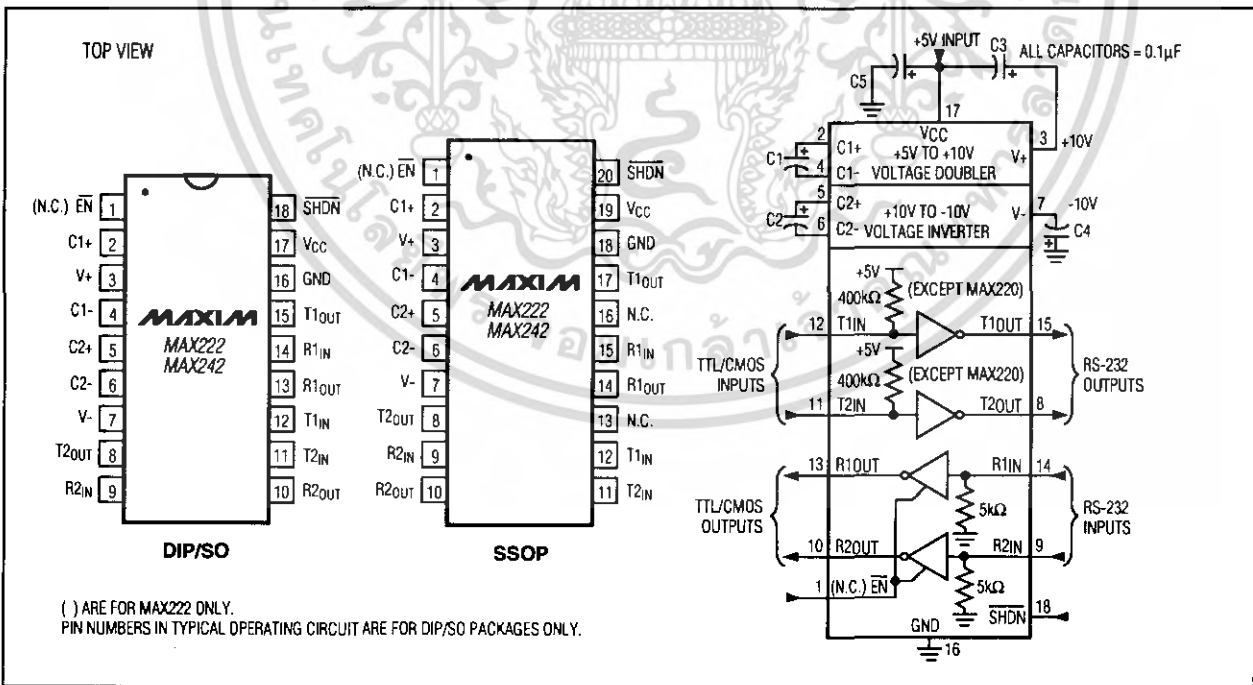 TOP VIEW
(N.C.) EN 1
C1+ 2
V+ 3
C1- 4
C2+ 5
C2- 6
V- 7
T2OUT 8
R2IN 9
18 SHDN
17 VCC
16 GND
15 T1OUT
14 R1IN
13 R1OUT
12 T1IN
11 T2IN
10 R2OUT
MAXIM
MAX222
MAX242
DIP/SO
(N.C.) EN 1
C1+ 2
V+ 3
C1- 4
C2+ 5
C2- 6
V- 7
T2OUT 8
R2IN 9
R2OUT 10
20 SHDN
19 VCC
18 GND
17 T1OUT
16 N.C.
15 R1IN
14 R1OUT
13 N.C.
12 T1IN
11 T2IN
MAXIM
MAX222
MAX242
SSOP
( ) ARE FOR MAX222 ONLY.
PIN NUMBERS IN TYPICAL OPERATING CIRCUIT ARE FOR DIP/SO PACKAGES ONLY.
+5V INPUT
C3
ALL CAPACITORS = 0.1µF
C5
17
VCC
2 C1+
+5V TO +10V
3 +10V
V+
C1
4 C1- VOLTAGE DOUBLER
5 C2+
+10V TO -10V
C2
6 C2- VOLTAGE INVERTER
V- 7 -10V
C4
+5V
400kΩ
(EXCEPT MAX220)
12 T1IN
T1OUT 15
TTL/CMOS
INPUTS
+5V
400kΩ
(EXCEPT MAX220)
RS-232
OUTPUTS
11 T2IN
T2OUT 8
13 R1OUT
R1IN 14
TTL/CMOS
OUTPUTS
5kΩ
RS-232
INPUTS
10 R2OUT
R2IN 9
1 (N.C.) EN
5kΩ
SHDN 18
GND
16